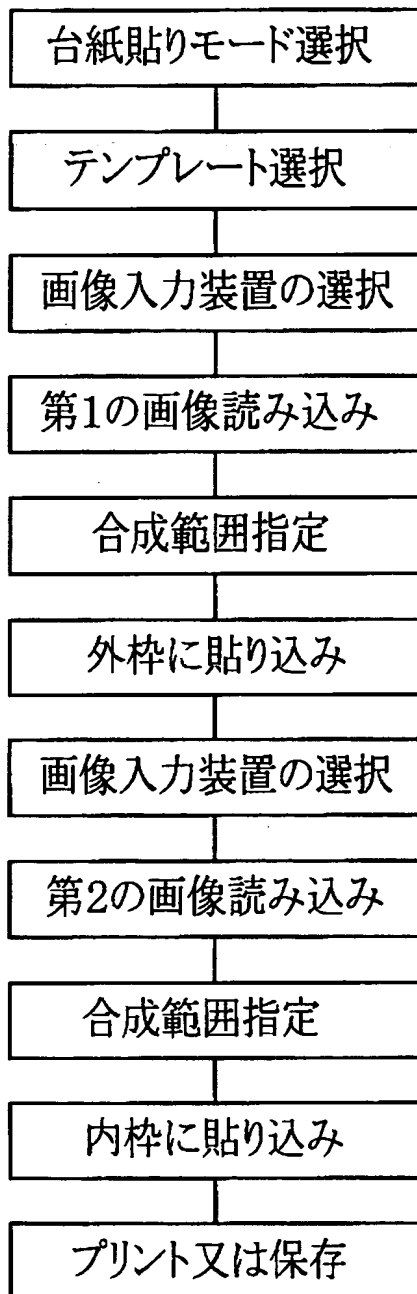 台紙貼りモード選択
テンプレート選択
画像入力装置の選択
第1の画像読み込み
合成範囲指定
外枠に貼り込み
画像入力装置の選択
第2の画像読み込み
合成範囲指定
内枠に貼り込み
プリント又は保存